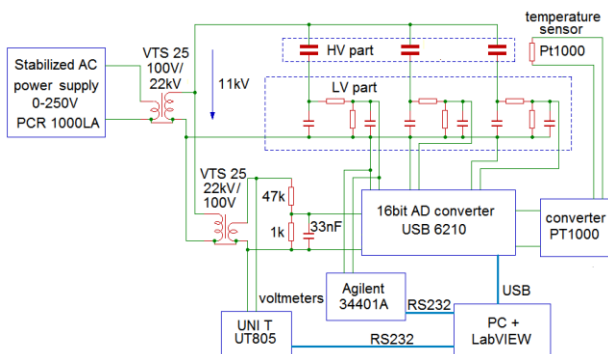 temperature
sensor
Pt1000
HV part
VTS 25
100V/
22kV
Stabilized AC
power supply
0-250V
PCR 1000LA
11kV
LV part
VTS 25
22kV/
100V
47k
1k
33nF
16bit AD converter
USB 6210
converter
PT1000
voltmeters
Agilent
34401A
RS232
USB
UNI T
UT805
RS232
PC +
LabVIEW